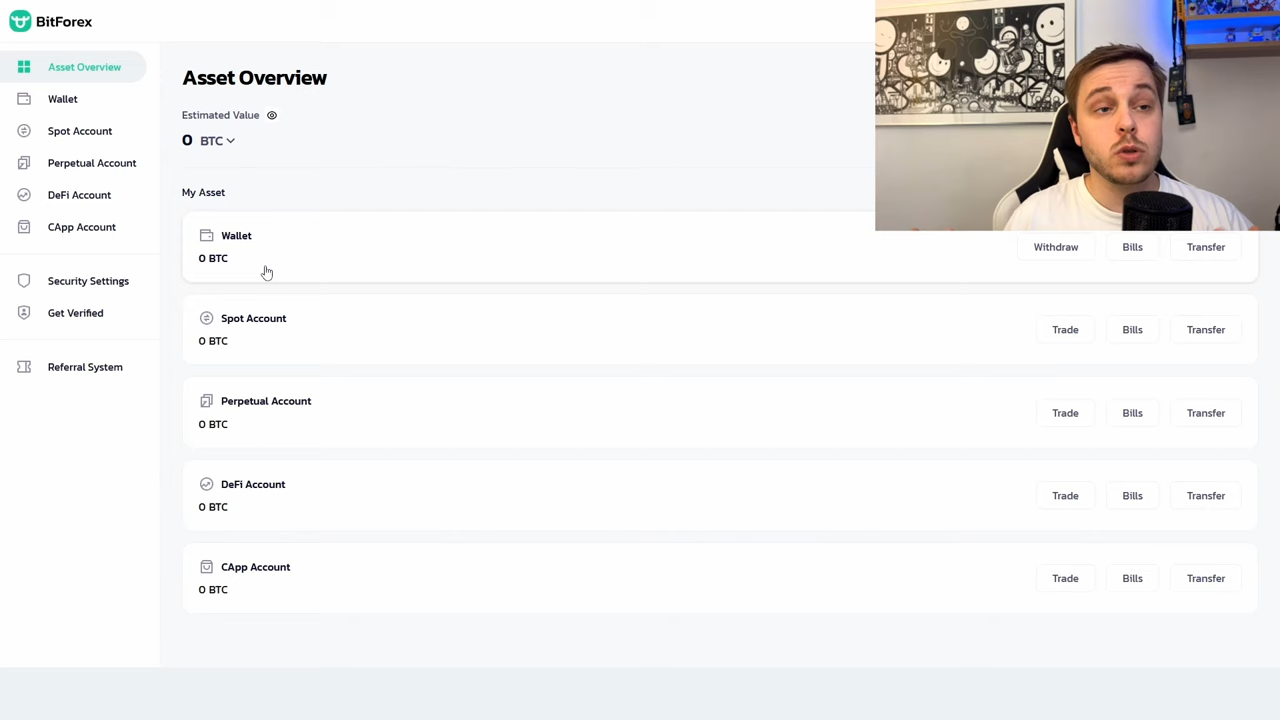 BitForex
Asset Overview
Wallet
Spot Account
Perpetual Account
DeFi Account
CApp Account
Security Settings
Get Verified
Referral System
Asset Overview
Estimated Value
0 BTC
My Asset
Wallet
0 BTC
Withdraw Bills Transfer
Spot Account
0 BTC
Trade Bills Transfer
Perpetual Account
0 BTC
Trade Bills Transfer
DeFi Account
0 BTC
Trade Bills Transfer
CApp Account
0 BTC
Trade Bills Transfer